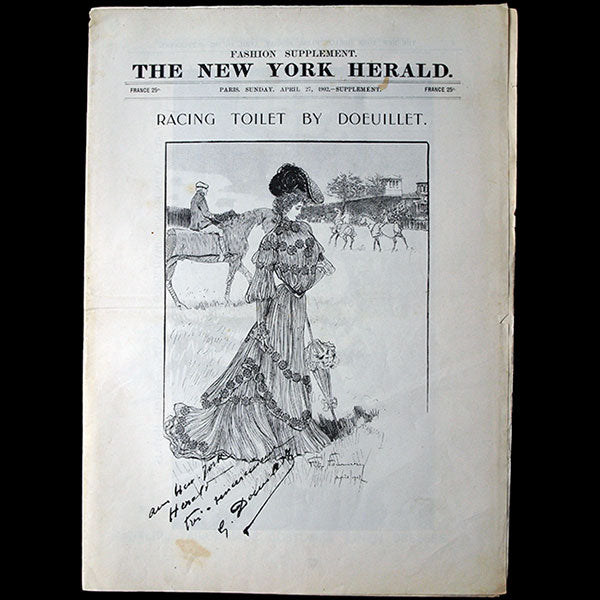 FASHION SUPPLEMENT.
THE NEW YORK HERALD.
FRANCE 25c PARIS, SUNDAY, APRIL 27, 1902.—SUPPLEMENT. FRANCE 25c
RACING TOILET BY DOEUILLET.
au New-York
Herald
G. Doeuillet